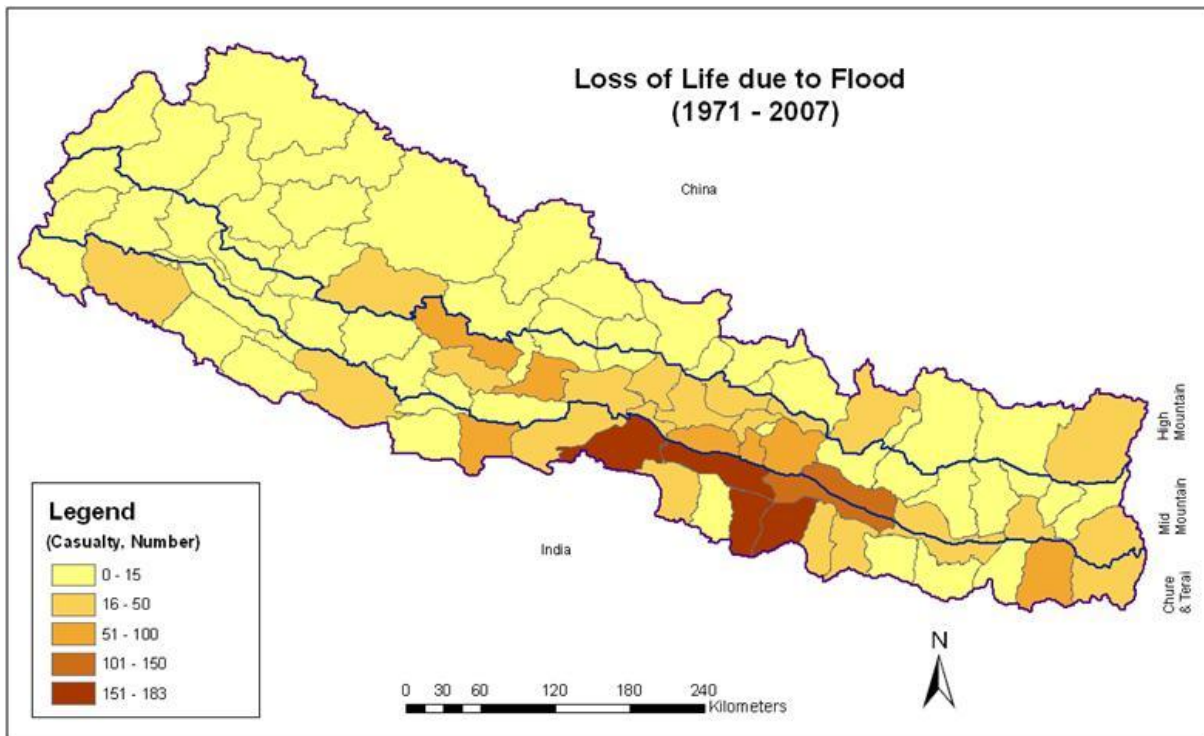 Loss of Life due to Flood
(1971 - 2007)
China
High
Mountain
Mid
Mountain
Chure
& Terai
India
Legend
(Casualty, Number)
0 - 15
16 - 50
51 - 100
101 - 150
151 - 183
N
0 30 60 120 180 240
Kilometers